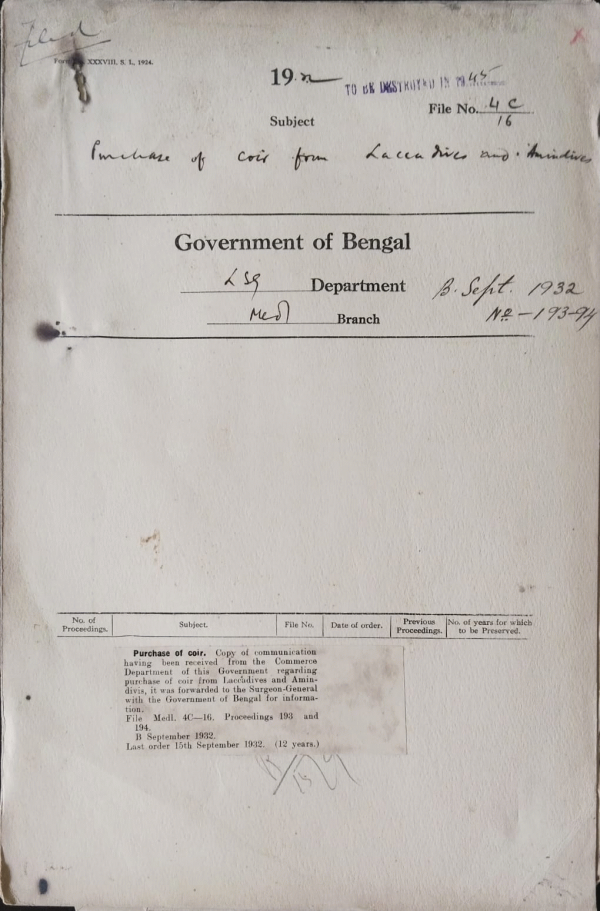 Filed
XXXVIII, S. I., 1924.
1932
TO BE DESTROYED IN 1945
File No. 4C/16
Subject
Purchase of coir from Laccadives and Amindives
Government of Bengal
LSG Department
B. Sept. 1932
Medl Branch
No - 193-94
No. of Proceedings. Subject. File No. Date of order. Previous Proceedings. No. of years for which to be Preserved.
Purchase of coir. Copy of communication
having been received from the Commerce
Department of this Government regarding
purchase of coir from Laccadives and Amin-
divis, it was forwarded to the Surgeon-General
with the Government of Bengal for informa-
tion.
File Medl. 4C—16. Proceedings 193 and
194.
B September 1932.
Last order 15th September 1932. (12 years.)